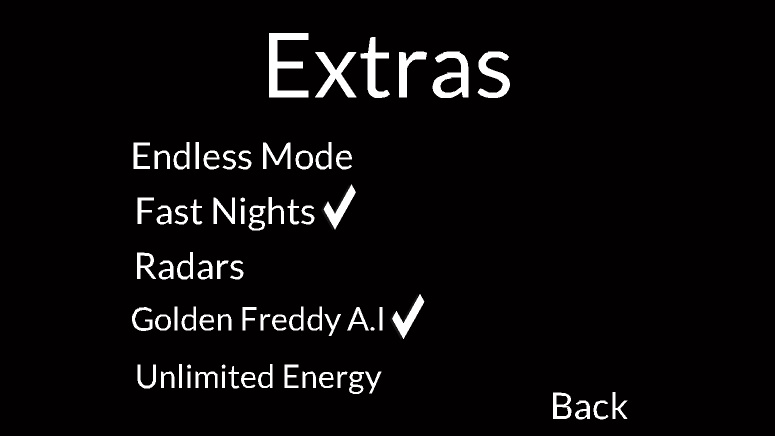 Extras
Endless Mode
Fast Nights
Radars
Golden Freddy A.I
Unlimited Energy
Back